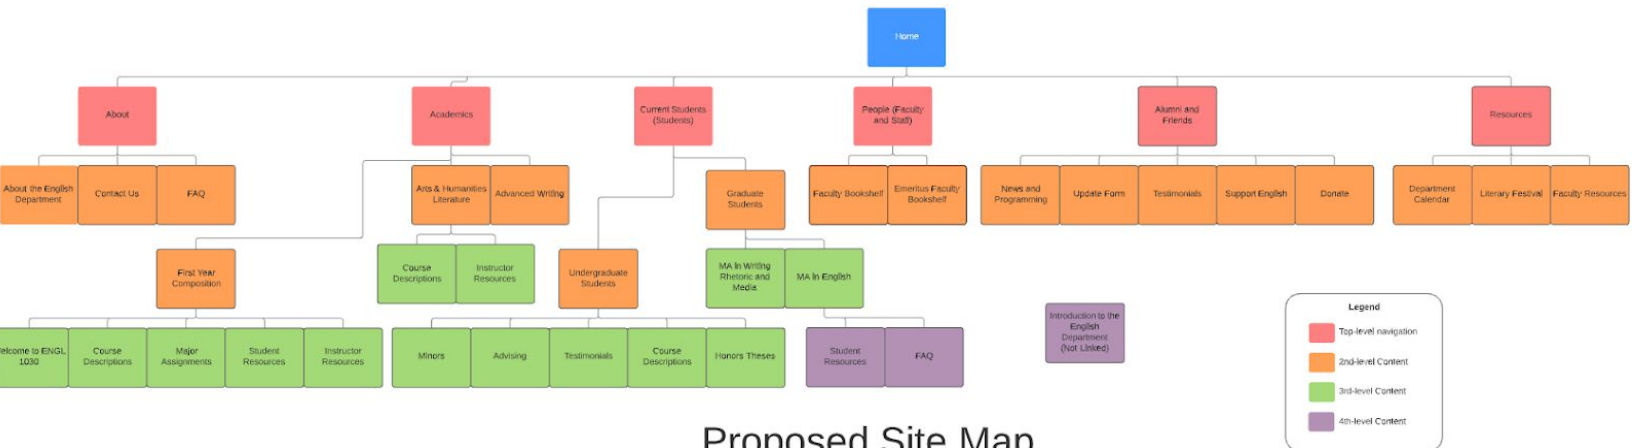 Home
About
Academics
Current Students
(Students)
People (Faculty
and Staff)
Alumni and
Friends
Resources
About the English
Department
Contact Us
FAQ
Arts & Humanities
Literature
Advanced Writing
Graduate
Students
Faculty Bookshelf
Emeritus Faculty
Bookshelf
News and
Programming
Update Form
Testimonials
Support English
Donate
Department
Calendar
Literary Festival
Faculty Resources
First Year
Composition
Course
Descriptions
Instructor
Resources
Undergraduate
Students
MA in Writing
Rhetoric and
Media
MA in English
elcome to ENGL
1030
Course
Descriptions
Major
Assignments
Student
Resources
Instructor
Resources
Minors
Advising
Testimonials
Course
Descriptions
Honors Theses
Student
Resources
FAQ
Introduction to the
English
Department
(Not Linked)
Legend
Top-level navigation
2nd-level Content
3rd-level Content
4th-level Content
Proposed Site Map